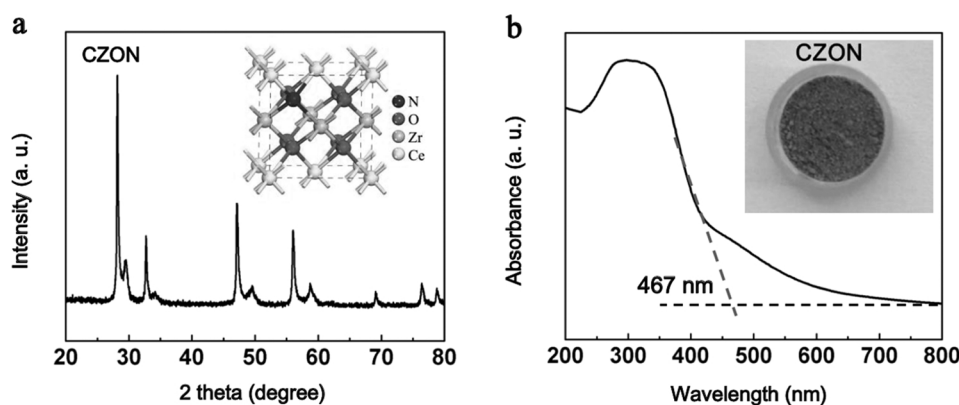 a
CZON
N
O
Zr
Ce
Intensity (a. u.)
20 30 40 50 60 70 80
2 theta (degree)
b
CZON
467 nm
Absorbance (a. u.)
200 300 400 500 600 700 800
Wavelength (nm)